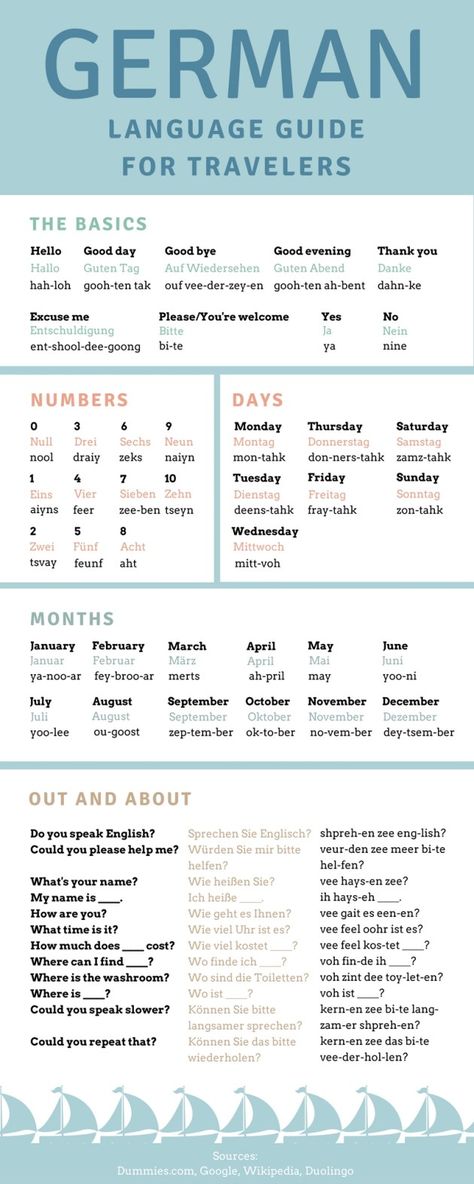 GERMAN
LANGUAGE GUIDE
FOR TRAVELERS
THE BASICS
Hello Good day Good bye Good evening Thank you
Hallo Guten Tag Auf Wiedersehen Guten Abend Danke
hah-loh gooh-ten tak ouf vee-der-zey-en gooh-ten ah-bent dahn-ke
Excuse me Please/You're welcome Yes No
Entschuldigung Bitte Ja Nein
ent-shool-dee-goong bi-te ya nine
NUMBERS
0 3 6 9
Null Drei Sechs Neun
nool draiy zeks naiyn
1 4 7 10
Eins Vier Sieben Zehn
aiyns feer zee-ben tseyn
2 5 8
Zwei Fünf Acht
tsvay feunf aht
DAYS
Monday Thursday Saturday
Montag Donnerstag Samstag
mon-tahk don-ners-tahk zamz-tahk
Tuesday Friday Sunday
Dienstag Freitag Sonntag
deens-tahk fray-tahk zon-tahk
Wednesday
Mittwoch
mitt-voh
MONTHS
January February March April May June
Januar Februar März April Mai Juni
ya-noo-ar fey-broo-ar merts ah-pril may yoo-ni
July August September October November December
Juli August September Oktober November Dezember
yoo-lee ou-goost zep-tem-ber ok-to-ber no-vem-ber dey-tsem-ber
OUT AND ABOUT
Do you speak English? Sprechen Sie Englisch? shpreh-en zee eng-lish?
Could you please help me? Würden Sie mir bitte veur-den zee meer bi-te
helfen? hel-fen?
What's your name? Wie heißen Sie? vee hays-en zee?
My name is ____. Ich heiße ____. ih hays-eh ____.
How are you? Wie geht es Ihnen? vee gait es een-en?
What time is it? Wie viel Uhr ist es? vee feel oohr ist es?
How much does ____ cost? Wie viel kostet ____? vee feel kos-tet ____?
Where can I find ____? Wo finde ich ____? voh fin-de ih ____?
Where is the washroom? Wo sind die Toiletten? voh zint dee toy-let-en?
Where is ____? Wo ist ____? voh ist ____?
Could you speak slower? Können Sie bitte kern-en zee bi-te lang-
langsamer sprechen? zam-er shpreh-en?
Could you repeat that? Können Sie das bitte kern-en zee das bi-te
wiederholen? vee-der-hol-len?
Sources:
Dummies.com, Google, Wikipedia, Duolingo